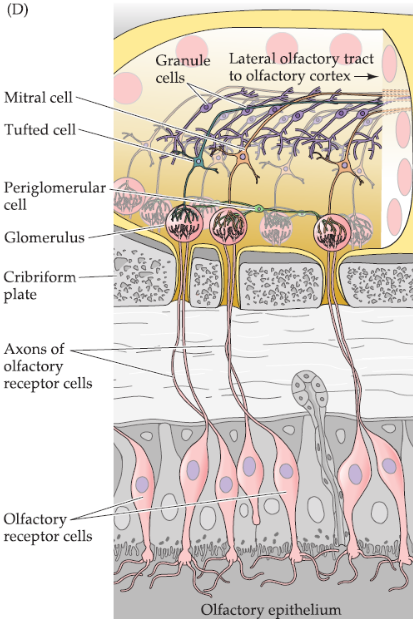 (D)
Granule
cells
Lateral olfactory tract
to olfactory cortex
Mitral cell
Tufted cell
Periglomerular
cell
Glomerulus
Cribriform
plate
Axons of
olfactory
receptor cells
Olfactory
receptor cells
Olfactory epithelium